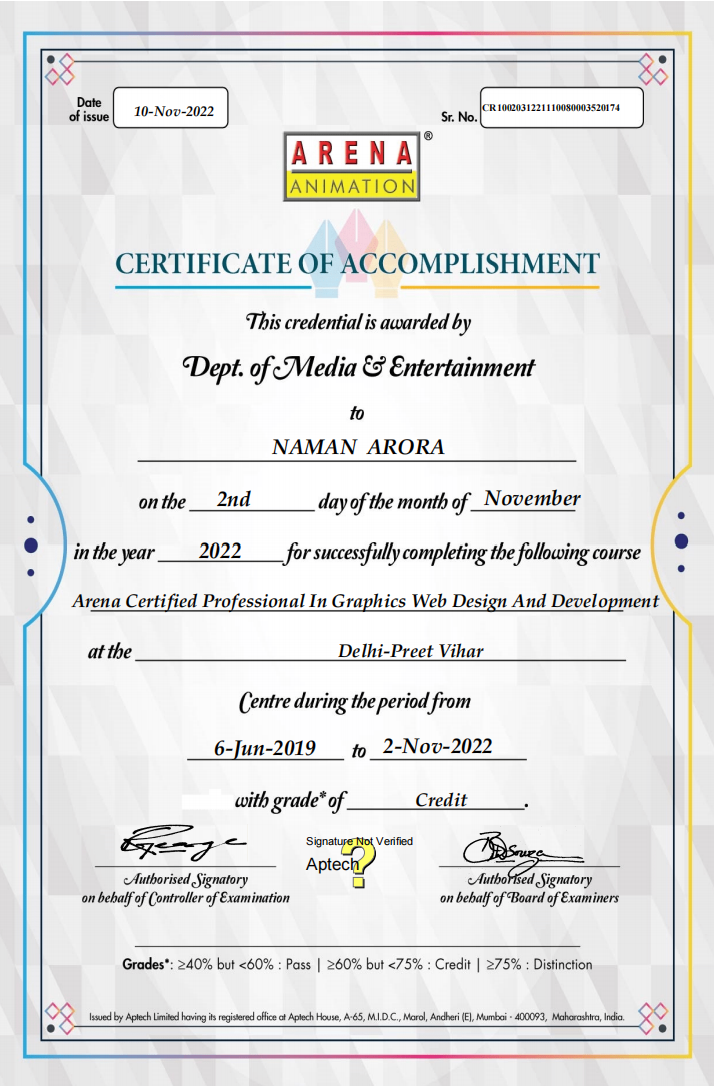 Date
of issue
10-Nov-2022
Sr. No.
CR1002031221110080003520174
ARENA ®
ANIMATION
CERTIFICATE OF ACCOMPLISHMENT
This credential is awarded by
Dept. of Media & Entertainment
to
NAMAN ARORA
on the 2nd day of the month of November
in the year 2022 for successfully completing the following course
Arena Certified Professional In Graphics Web Design And Development
at the Delhi-Preet Vihar
Centre during the period from
6-Jun-2019 to 2-Nov-2022
with grade* of Credit.
Signature Not Verified
Aptech
?
Authorised Signatory
on behalf of Controller of Examination
Authorised Signatory
on behalf of Board of Examiners
Grades*: ≥40% but <60% : Pass | ≥60% but <75% : Credit | ≥75% : Distinction
Issued by Aptech Limited having its registered office at Aptech House, A-65, M.I.D.C., Marol, Andheri (E), Mumbai - 400093, Maharashtra, India.